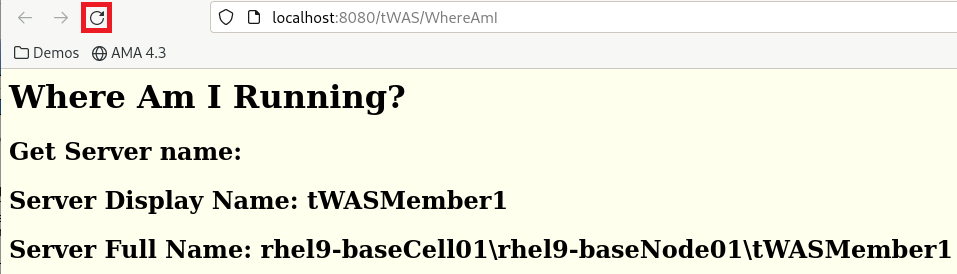 localhost:8080/tWAS/WhereAmI
Demos AMA 4.3
Where Am I Running?
Get Server name:
Server Display Name: tWASMember1
Server Full Name: rhel9-baseCell01\rhel9-baseNode01\tWASMember1